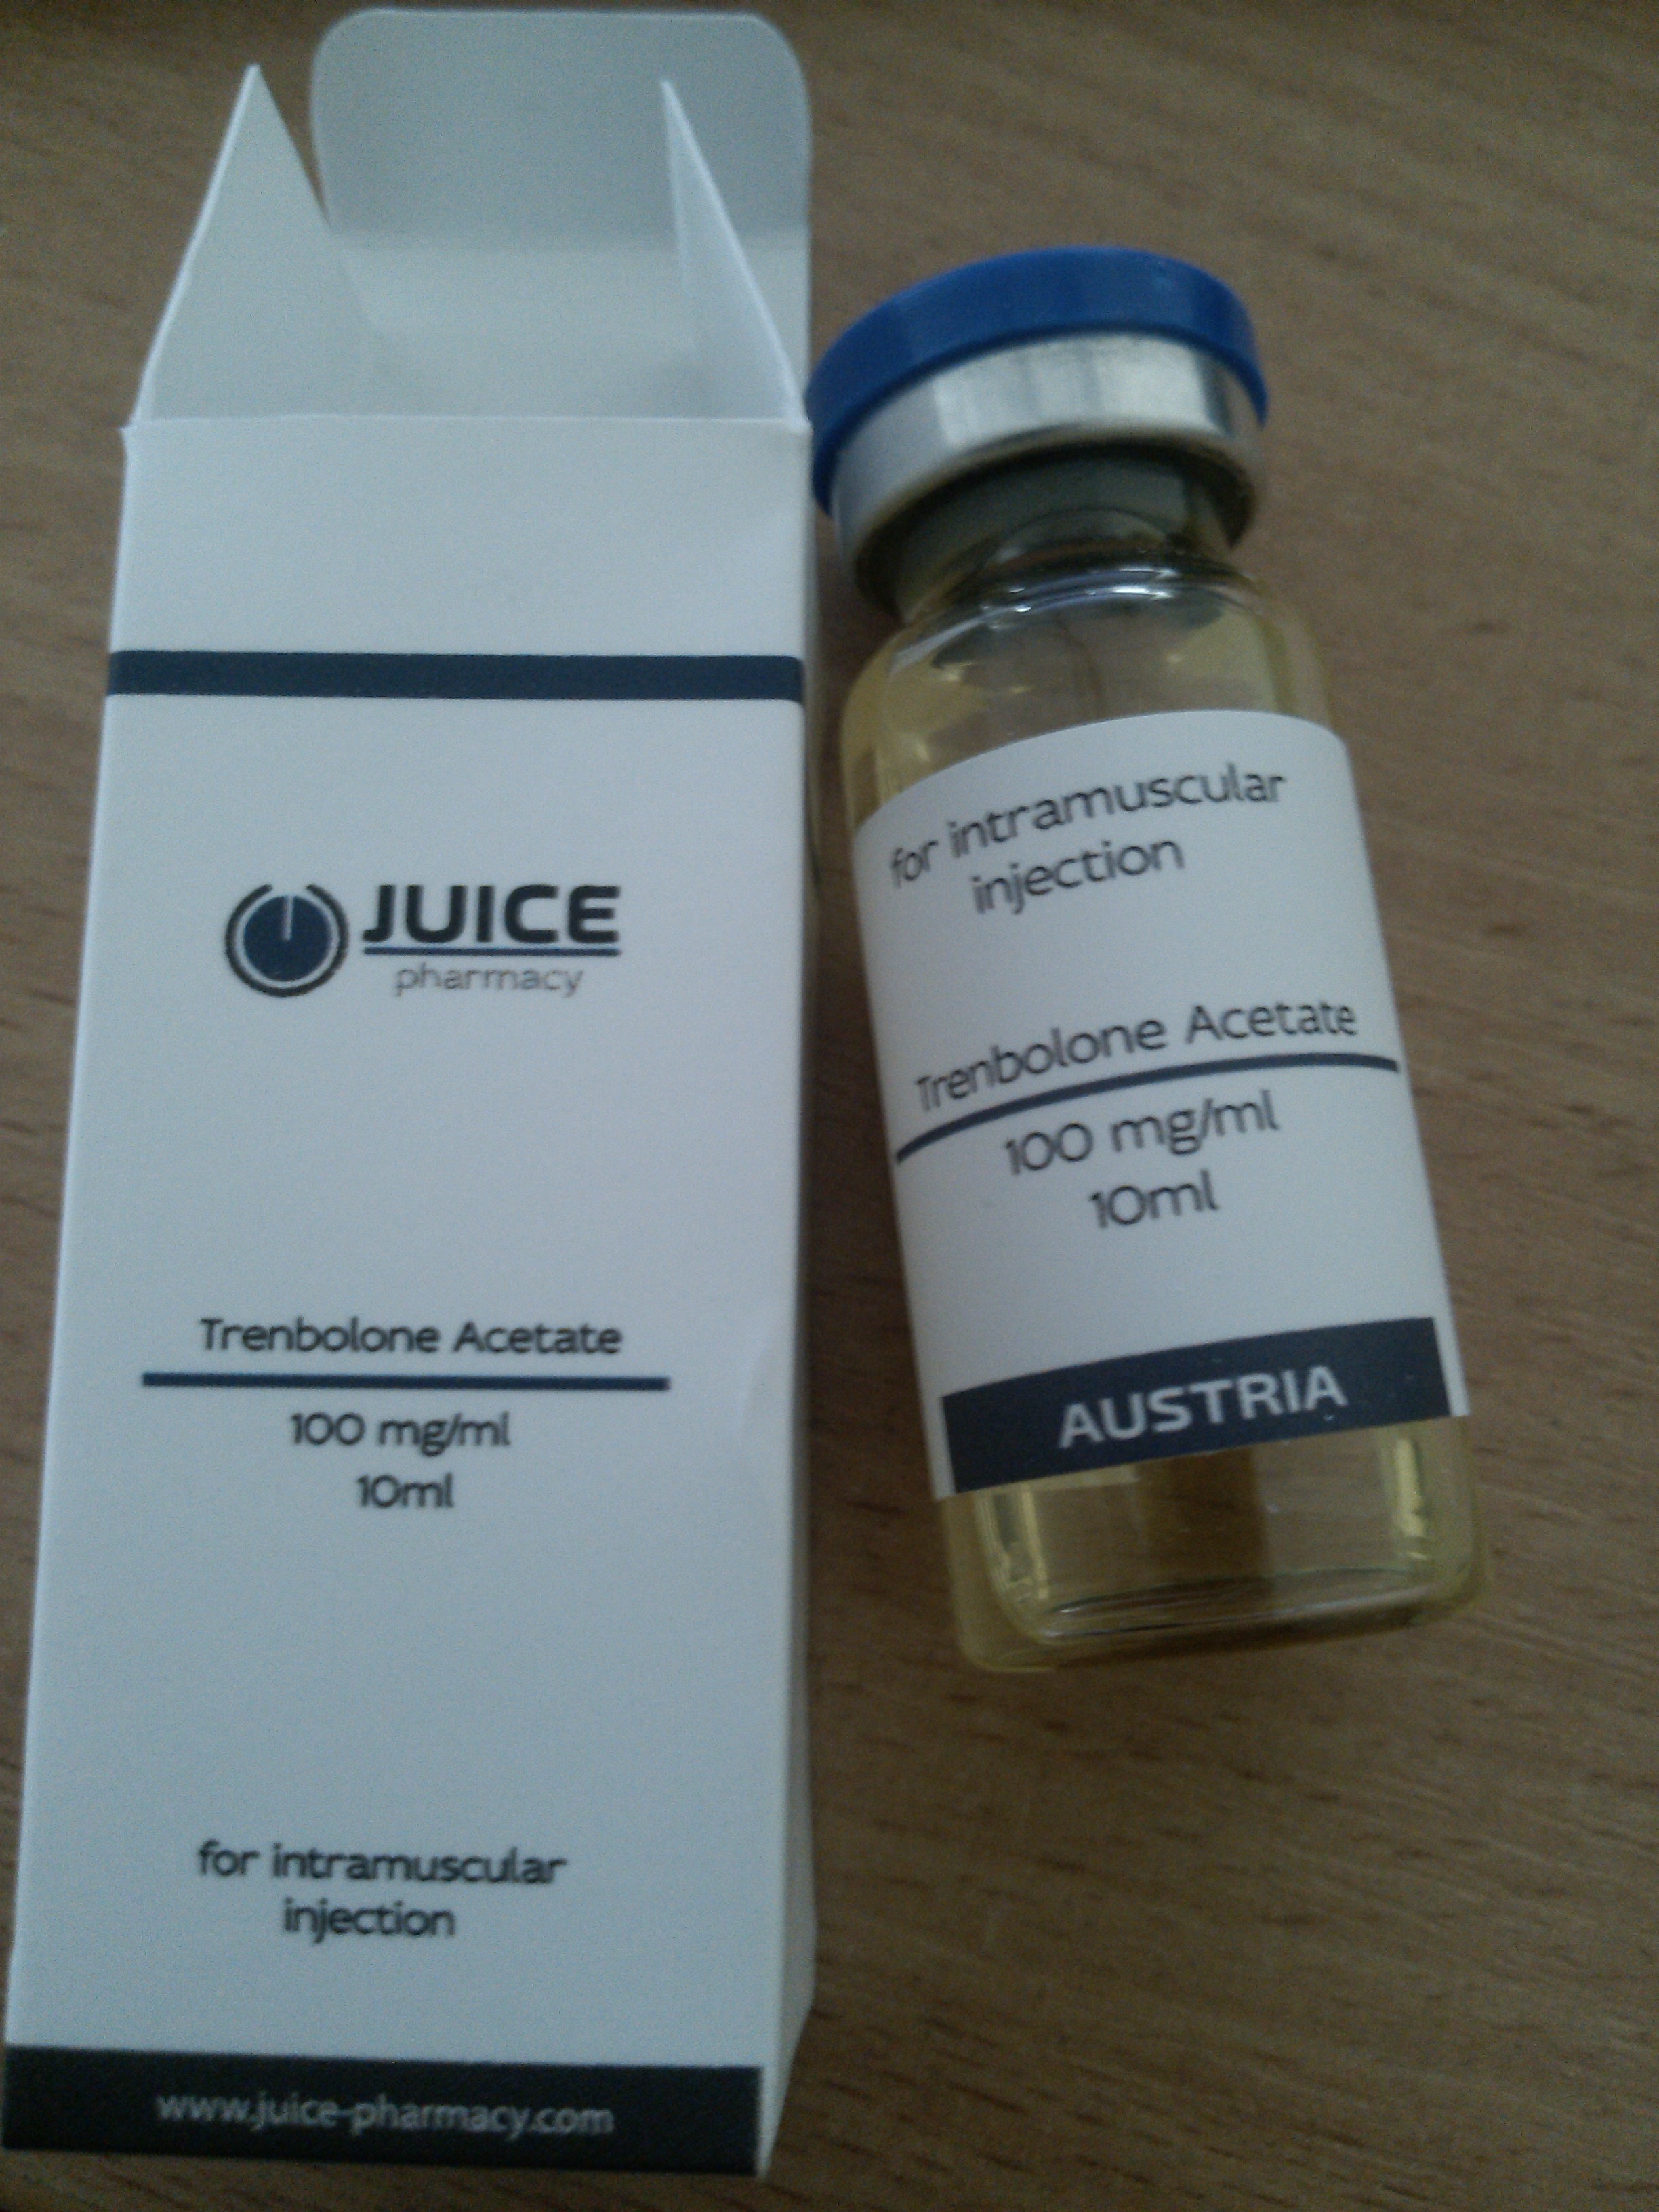 JUICE
pharmacy
Trenbolone Acetate
100 mg/ml
10ml
for intramuscular
injection
www.juice-pharmacy.com
for intramuscular
injection
Trenbolone Acetate
100 mg/ml
10ml
AUSTRIA